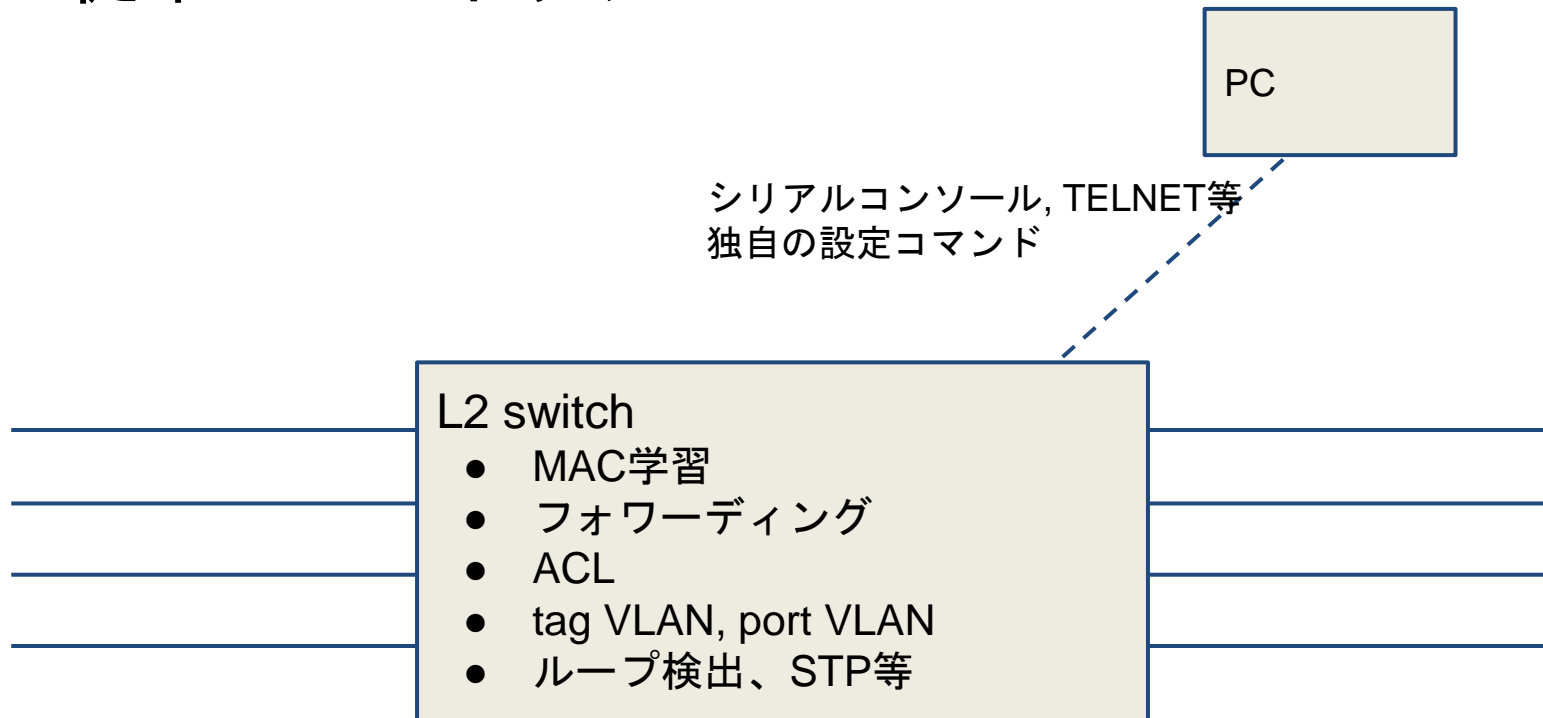 PC
シリアルコンソール, TELNET等
独自の設定コマンド
L2 switch
● MAC学習
● フォワーディング
● ACL
● tag VLAN, port VLAN
● ループ検出、STP等